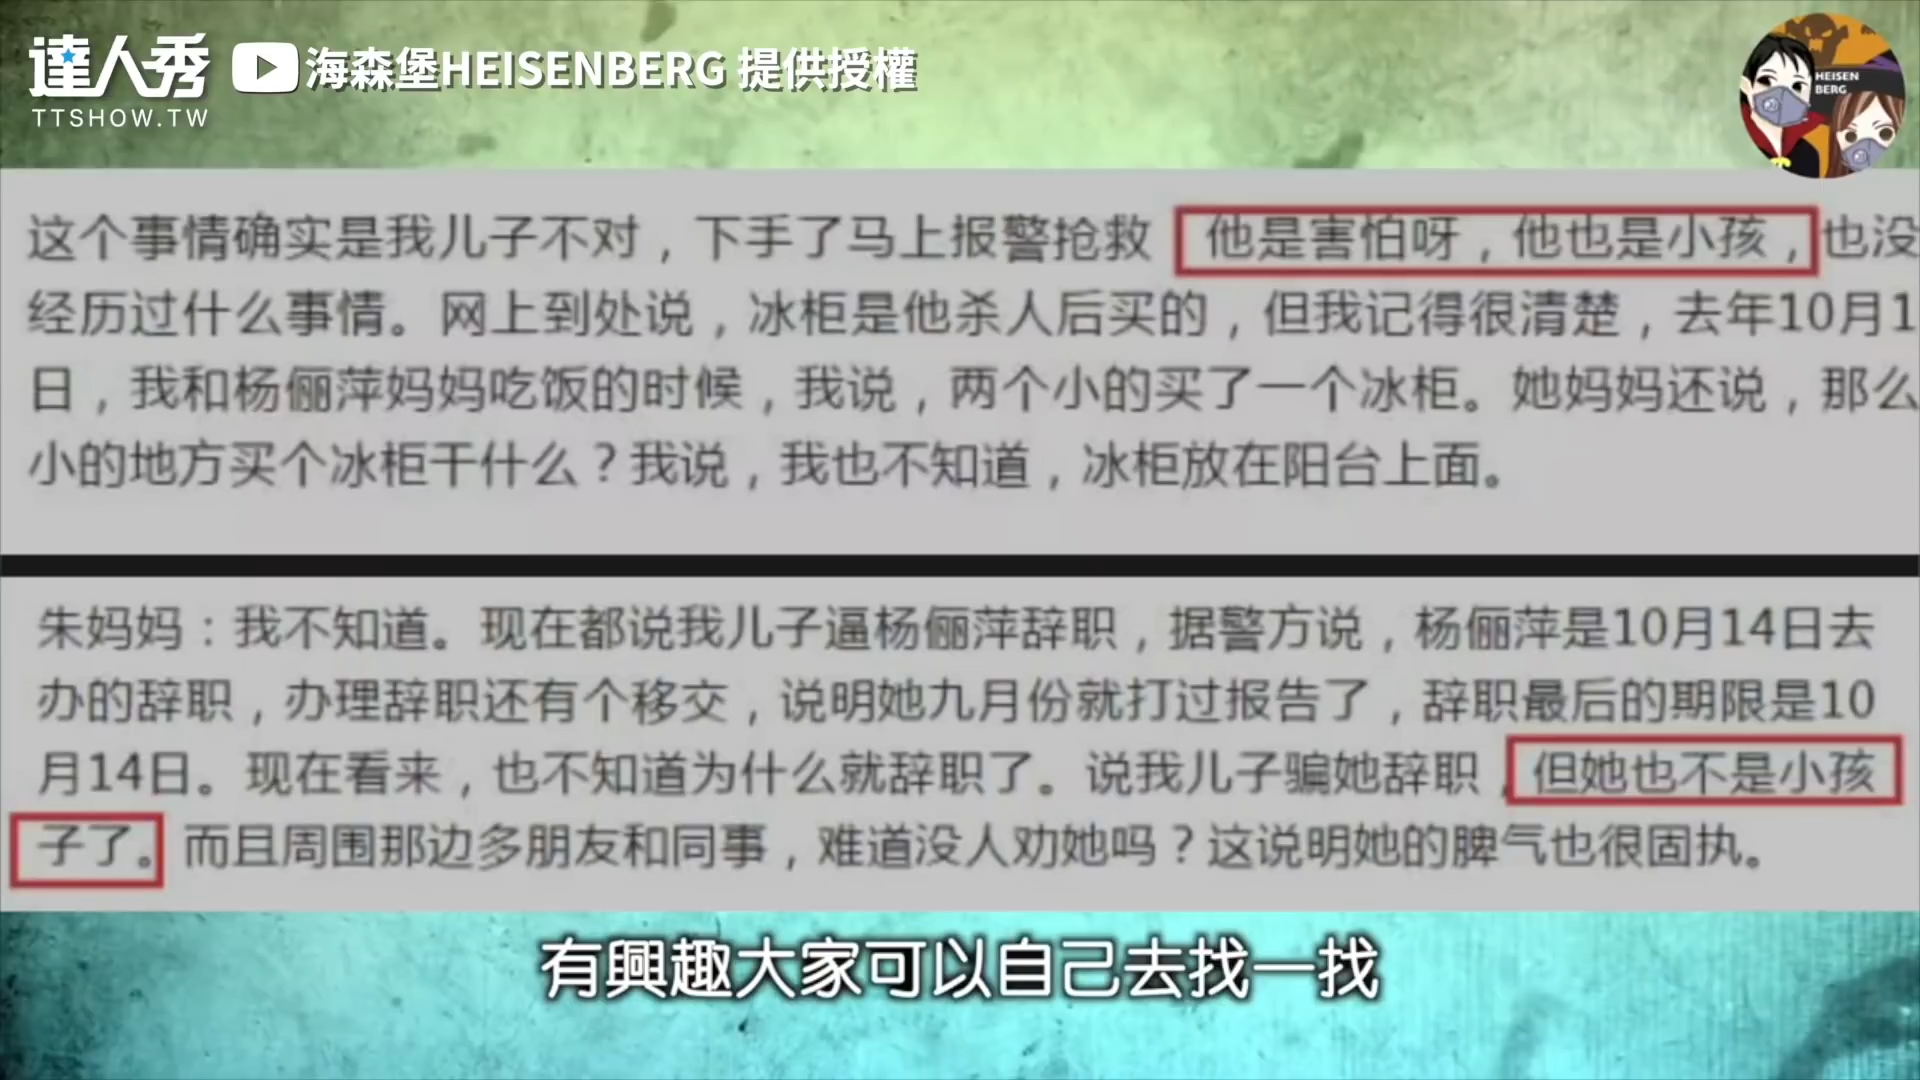 達人秀
TTSHOW.TW
海森堡HEISENBERG 提供授權
HEISEN
BERG
这个事情确实是我儿子不对，下手了马上报警抢救 他是害怕呀，他也是小孩，也没
经历过什么事情。网上到处说，冰柜是他杀人后买的，但我记得很清楚，去年10月1
日，我和杨俪萍妈妈吃饭的时候，我说，两个小的买了一个冰柜。她妈妈还说，那么
小的地方买个冰柜干什么？我说，我也不知道，冰柜放在阳台上面。
朱妈妈：我不知道。现在都说我儿子逼杨俪萍辞职，据警方说，杨俪萍是10月14日去
办的辞职，办理辞职还有个移交，说明她九月份就打过报告了，辞职最后的期限是10
月14日。现在看来，也不知道为什么就辞职了。说我儿子骗她辞职，但她也不是小孩
子了。而且周围那边多朋友和同事，难道没人劝她吗？这说明她的脾气也很固执。
有興趣大家可以自己去找一找